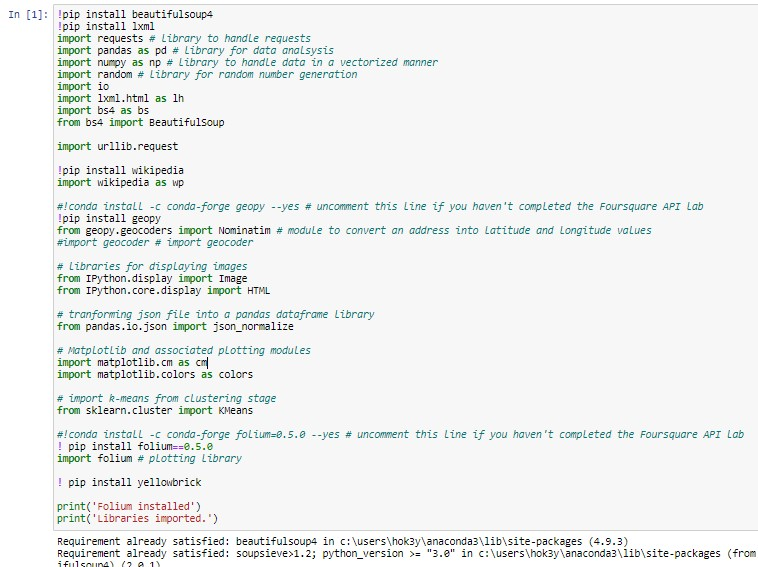 In [1]:
!pip install beautifulsoup4
!pip install lxml
import requests # library to handle requests
import pandas as pd # library for data analsysis
import numpy as np # library to handle data in a vectorized manner
import random # library for random number generation
import io
import lxml.html as lh
import bs4 as bs
from bs4 import BeautifulSoup
import urllib.request
!pip install wikipedia
import wikipedia as wp
#!conda install -c conda-forge geopy --yes # uncomment this line if you haven't completed the Foursquare API lab
!pip install geopy
from geopy.geocoders import Nominatim # module to convert an address into latitude and longitude values
#import geocoder # import geocoder
# libraries for displaying images
from IPython.display import Image
from IPython.core.display import HTML
# tranforming json file into a pandas dataframe library
from pandas.io.json import json_normalize
# Matplotlib and associated plotting modules
import matplotlib.cm as cm
import matplotlib.colors as colors
# import k-means from clustering stage
from sklearn.cluster import KMeans
#!conda install -c conda-forge folium=0.5.0 --yes # uncomment this line if you haven't completed the Foursquare API lab
! pip install folium==0.5.0
import folium # plotting library
! pip install yellowbrick
print('Folium installed')
print('Libraries imported.')
Requirement already satisfied: beautifulsoup4 in c:\users\hok3y\anaconda3\lib\site-packages (4.9.3)
Requirement already satisfied: soupsieve>1.2; python_version >= "3.0" in c:\users\hok3y\anaconda3\lib\site-packages (from
ifulsoup4) (2.0.1)